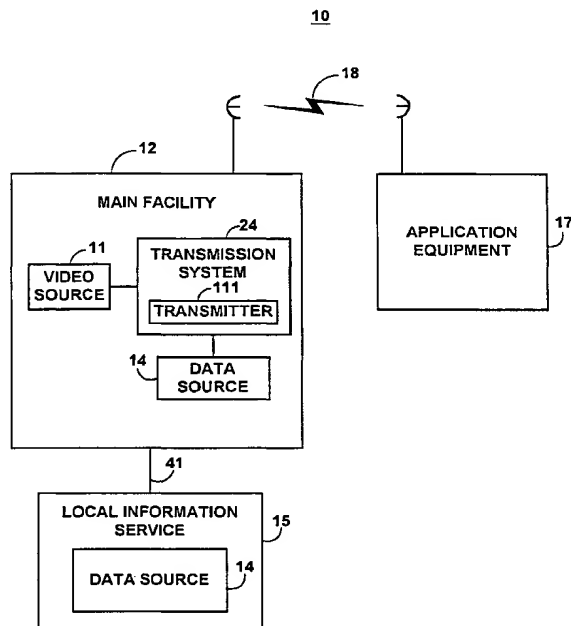 10
18
12
MAIN FACILITY
24
TRANSMISSION
SYSTEM
111
TRANSMITTER
11
VIDEO
SOURCE
14
DATA
SOURCE
APPLICATION
EQUIPMENT
17
41
LOCAL INFORMATION
SERVICE
15
DATA SOURCE
14